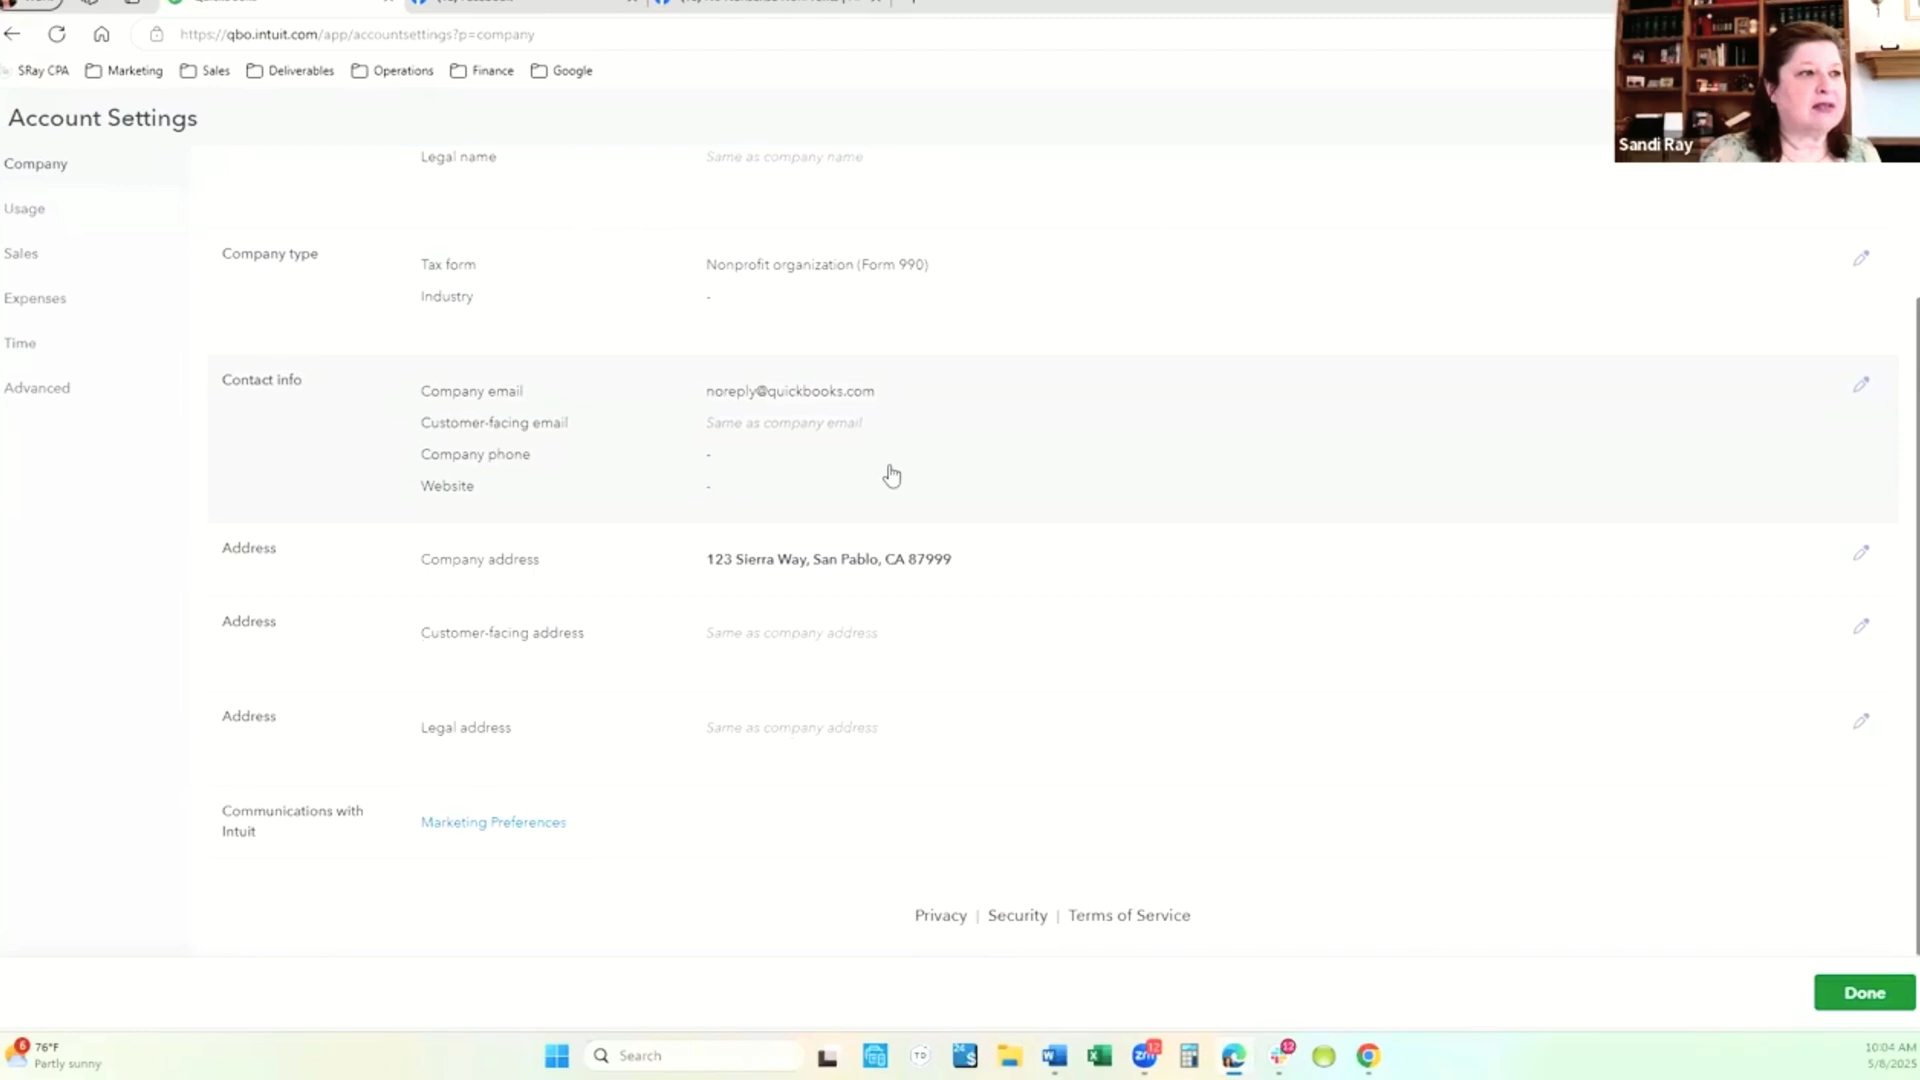 https://qbo.intuit.com/app/accountsettings?p=company
SRay CPA Marketing Sales Deliverables Operations Finance Google
Account Settings
Sandi Ray
Company
Usage
Sales
Expenses
Time
Advanced
Legal name Same as company name
Company type
Tax form Nonprofit organization (Form 990)
Industry -
Contact info
Company email noreply@quickbooks.com
Customer-facing email Same as company email
Company phone -
Website -
Address
Company address 123 Sierra Way, San Pablo, CA 87999
Address
Customer-facing address Same as company address
Address
Legal address Same as company address
Communications with
Intuit
Marketing Preferences
Privacy | Security | Terms of Service
Done
6 76°F
Partly sunny
Search
TD
12
12
10:04 AM
5/8/2025